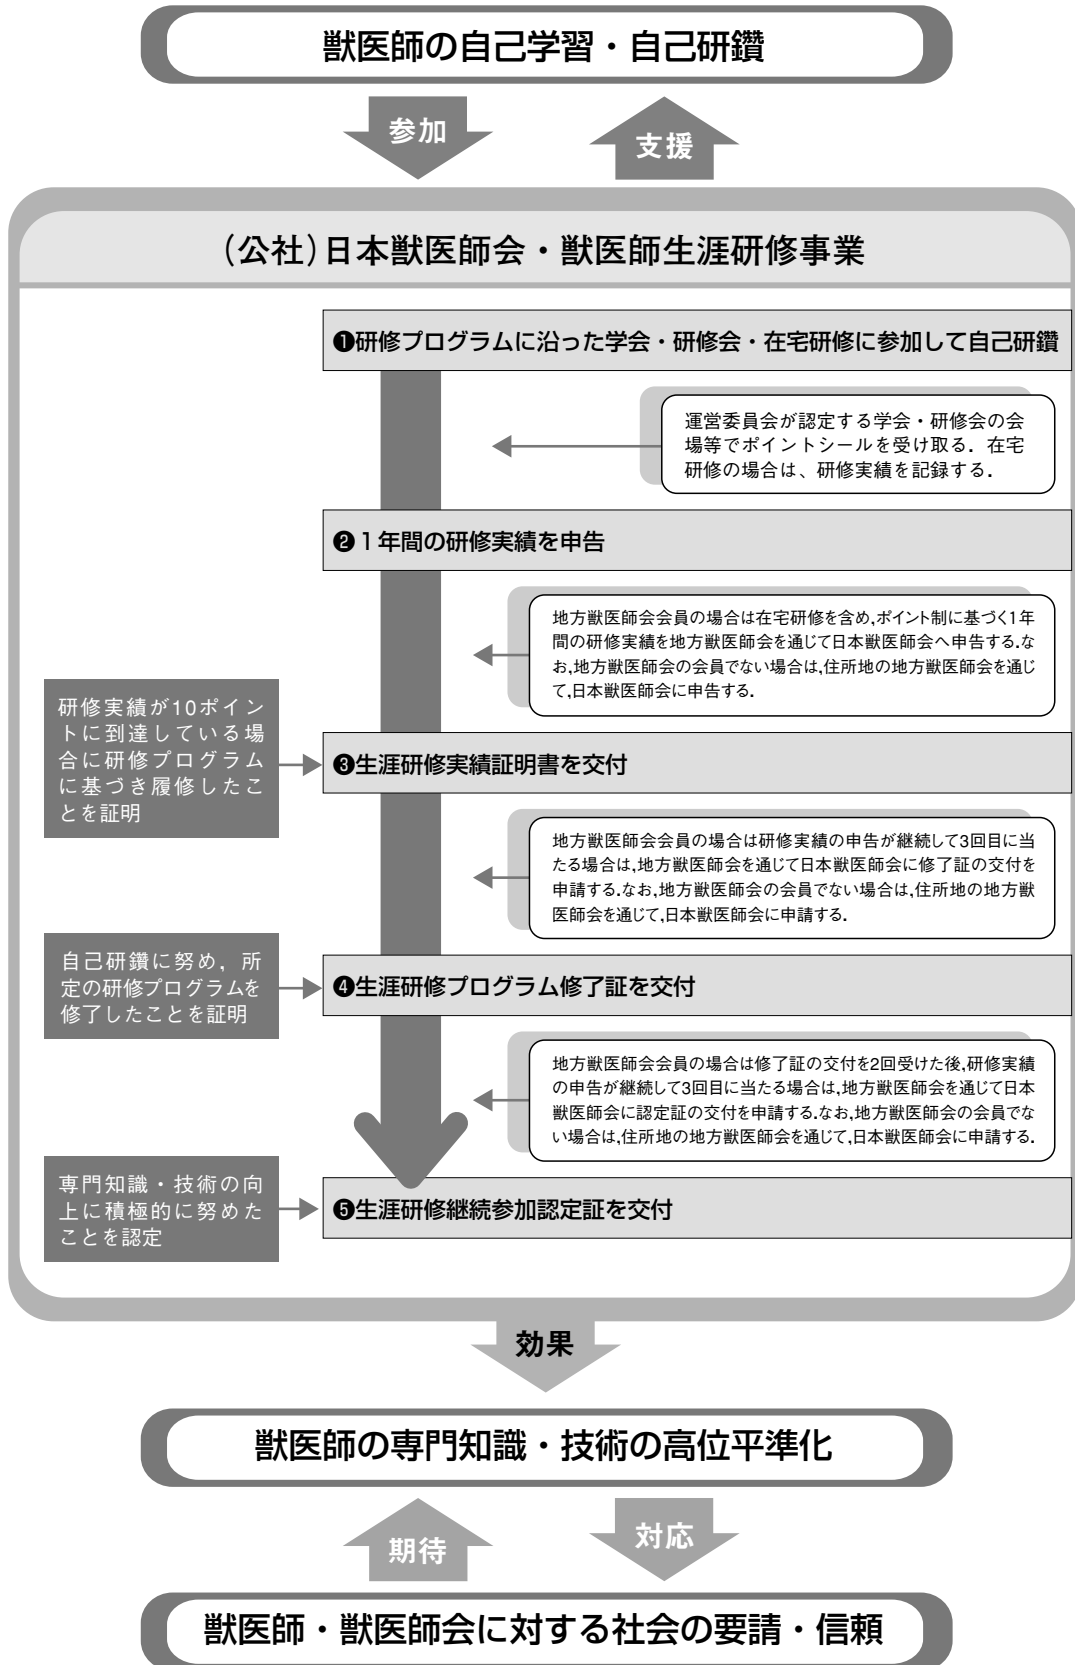 獣医師の自己学習・自己研鑽
参加
支援
(公社)日本獣医師会・獣医師生涯研修事業
❶研修プログラムに沿った学会・研修会・在宅研修に参加して自己研鑽
運営委員会が認定する学会・研修会の会
場等でポイントシールを受け取る．在宅
研修の場合は、研修実績を記録する．
❷１年間の研修実績を申告
地方獣医師会会員の場合は在宅研修を含め,ポイント制に基づく1年
間の研修実績を地方獣医師会を通じて日本獣医師会へ申告する.な
お,地方獣医師会の会員でない場合は,住所地の地方獣医師会を通じ
て,日本獣医師会に申告する.
研修実績が10ポイン
トに到達している場
合に研修プログラム
に基づき履修したこ
とを証明
❸生涯研修実績証明書を交付
地方獣医師会会員の場合は研修実績の申告が継続して3回目に当
たる場合は,地方獣医師会を通じて日本獣医師会に修了証の交付を
申請する.なお,地方獣医師会の会員でない場合は,住所地の地方獣
医師会を通じて,日本獣医師会に申請する.
自己研鑽に努め，所
定の研修プログラムを
修了したことを証明
❹生涯研修プログラム修了証を交付
地方獣医師会会員の場合は修了証の交付を2回受けた後,研修実績
の申告が継続して3回目に当たる場合は,地方獣医師会を通じて日本
獣医師会に認定証の交付を申請する.なお,地方獣医師会の会員でな
い場合は,住所地の地方獣医師会を通じて,日本獣医師会に申請する.
専門知識・技術の向
上に積極的に努めた
ことを認定
❺生涯研修継続参加認定証を交付
効果
獣医師の専門知識・技術の高位平準化
期待
対応
獣医師・獣医師会に対する社会の要請・信頼